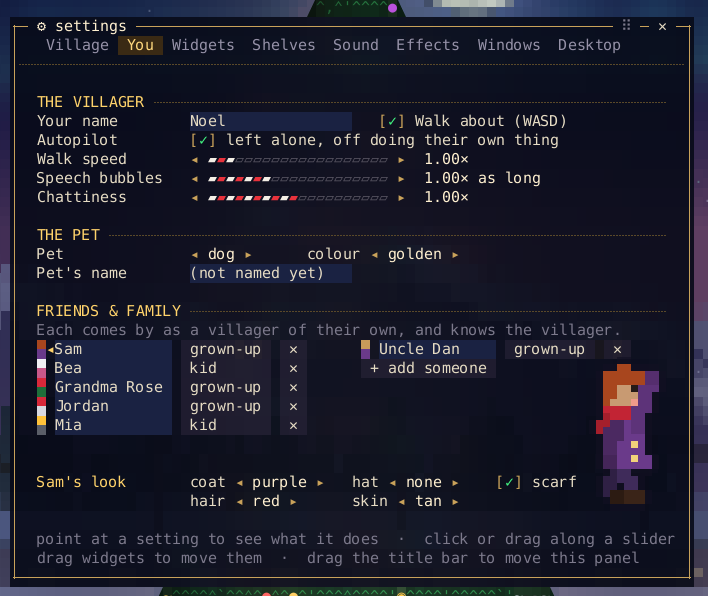 ⚙ settings ⠿ ✕
Village You Widgets Shelves Sound Effects Windows Desktop
THE VILLAGER
Your name Noel [✓] Walk about (WASD)
Autopilot [✓] left alone, off doing their own thing
Walk speed ◂ ▸ 1.00×
Speech bubbles ◂ ▸ 1.00× as long
Chattiness ◂ ▸ 1.00×
THE PET
Pet ◂ dog ▸ colour ◂ golden ▸
Pet's name (not named yet)
FRIENDS & FAMILY
Each comes by as a villager of their own, and knows the villager.
◂Sam grown-up × Uncle Dan grown-up ×
Bea kid × + add someone
Grandma Rose grown-up ×
Jordan grown-up ×
Mia kid ×
Sam's look coat ◂ purple ▸ hat ◂ none ▸ [✓] scarf
hair ◂ red ▸ skin ◂ tan ▸
point at a setting to see what it does · click or drag along a slider
drag widgets to move them · drag the title bar to move this panel